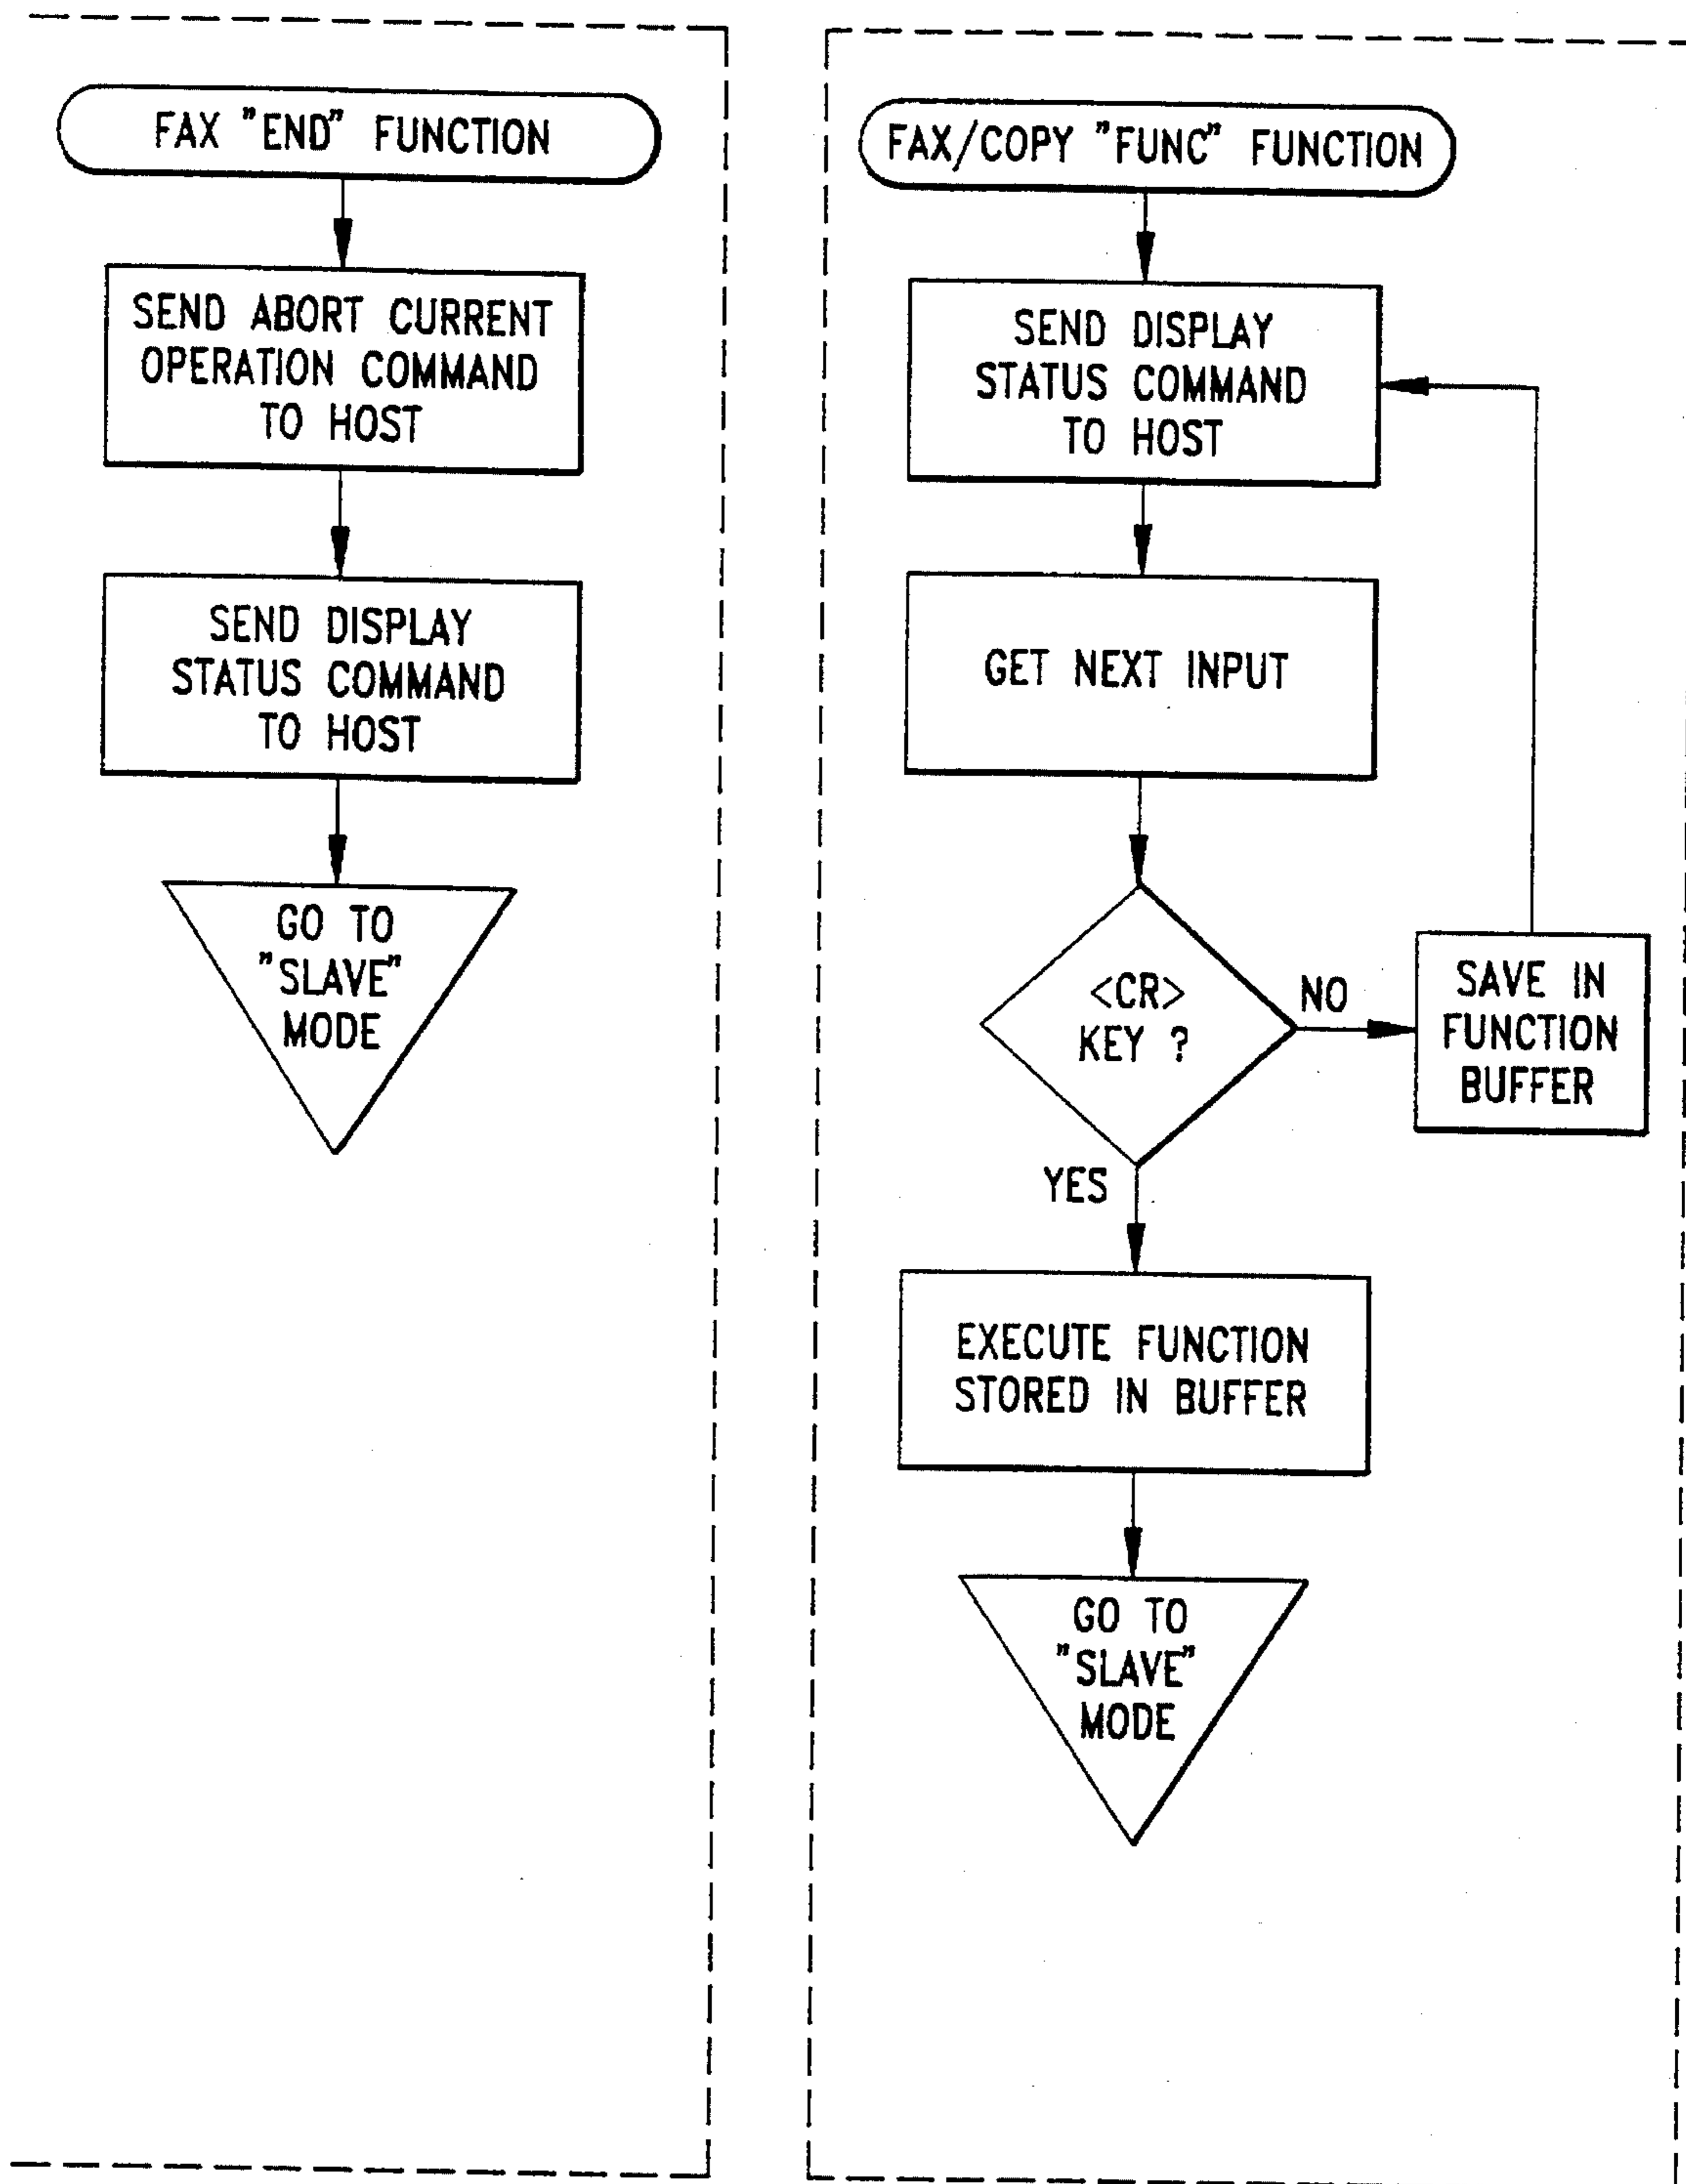 FAX "END" FUNCTION
SEND ABORT CURRENT
OPERATION COMMAND
TO HOST
SEND DISPLAY
STATUS COMMAND
TO HOST
GO TO
"SLAVE"
MODE
FAX/COPY "FUNC" FUNCTION
SEND DISPLAY
STATUS COMMAND
TO HOST
GET NEXT INPUT
<CR>
KEY ?
NO
SAVE IN
FUNCTION
BUFFER
YES
EXECUTE FUNCTION
STORED IN BUFFER
GO TO
"SLAVE"
MODE